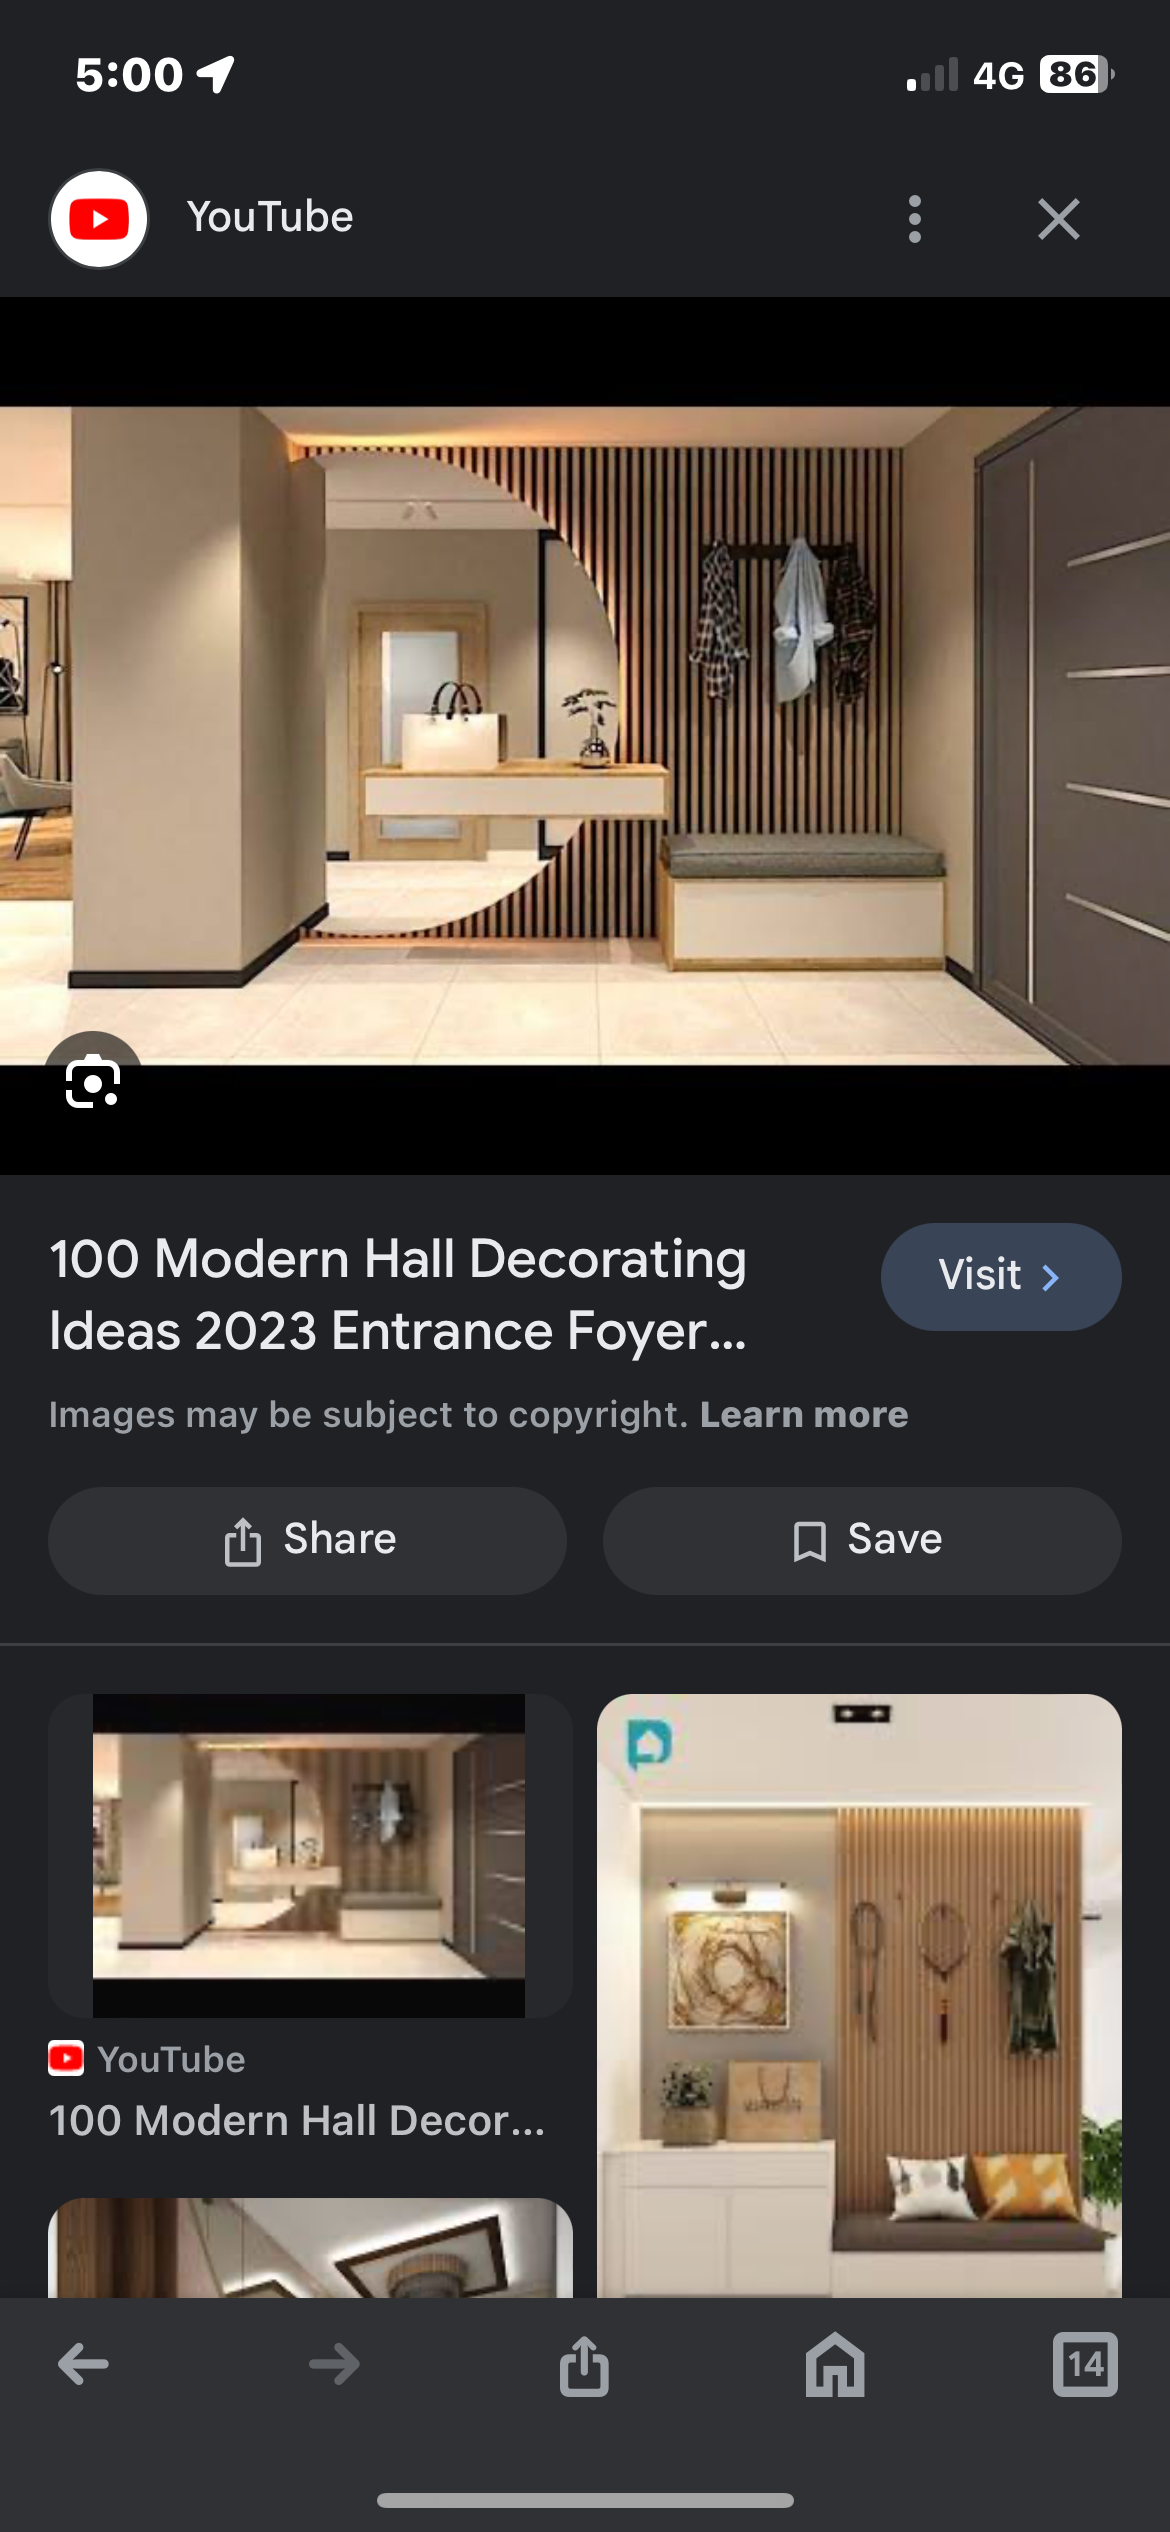 5:00
4G 86
YouTube
100 Modern Hall Decorating
Ideas 2023 Entrance Foyer...
Visit
Images may be subject to copyright. Learn more
Share
Save
YouTube
100 Modern Hall Decor...
14